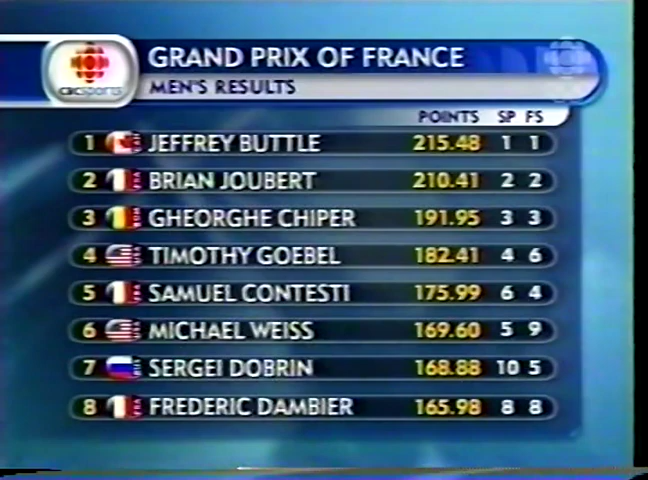 GRAND PRIX OF FRANCE
CBCSPORTS MEN'S RESULTS
POINTS SP FS
1 JEFFREY BUTTLE 215.48 1 1
2 BRIAN JOUBERT 210.41 2 2
3 GHEORGHE CHIPER 191.95 3 3
4 TIMOTHY GOEBEL 182.41 4 6
5 SAMUEL CONTESTI 175.99 6 4
6 MICHAEL WEISS 169.60 5 9
7 SERGEI DOBRIN 168.88 10 5
8 FREDERIC DAMBIER 165.98 8 8